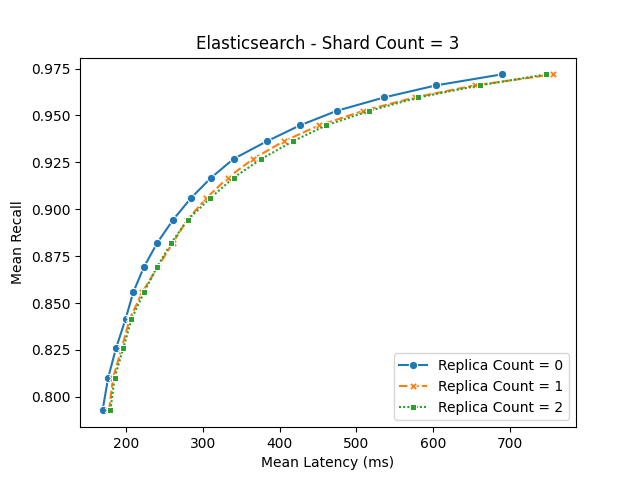 Elasticsearch - Shard Count = 3
Mean Recall
0.975
0.950
0.925
0.900
0.875
0.850
0.825
0.800
Replica Count = 0
Replica Count = 1
Replica Count = 2
200 300 400 500 600 700
Mean Latency (ms)